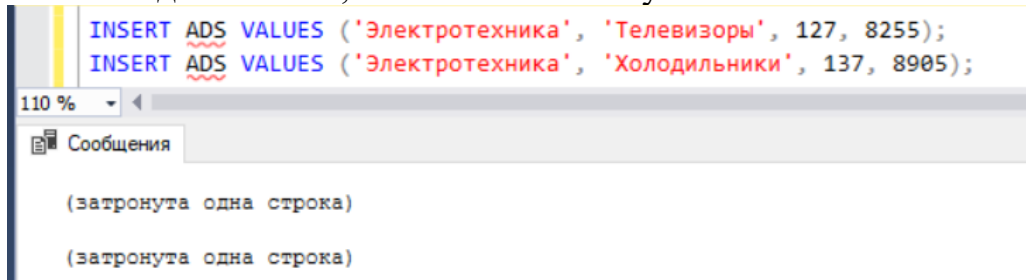 INSERT ADS VALUES ('Электротехника', 'Телевизоры', 127, 8255);
INSERT ADS VALUES ('Электротехника', 'Холодильники', 137, 8905);
110 %
Сообщения
(затронута одна строка)
(затронута одна строка)